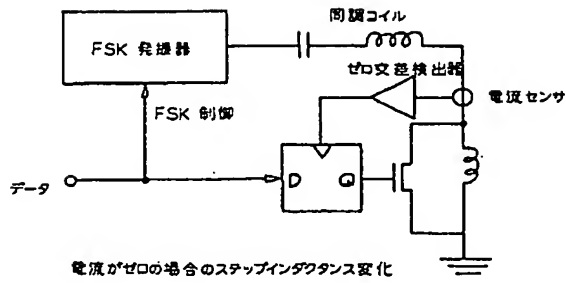 同調コイル
FSK 発振器
ゼロ交差検出器
電流センサ
FSK 制御
データ
D Q
電流がゼロの場合のステップインダクタンス変化